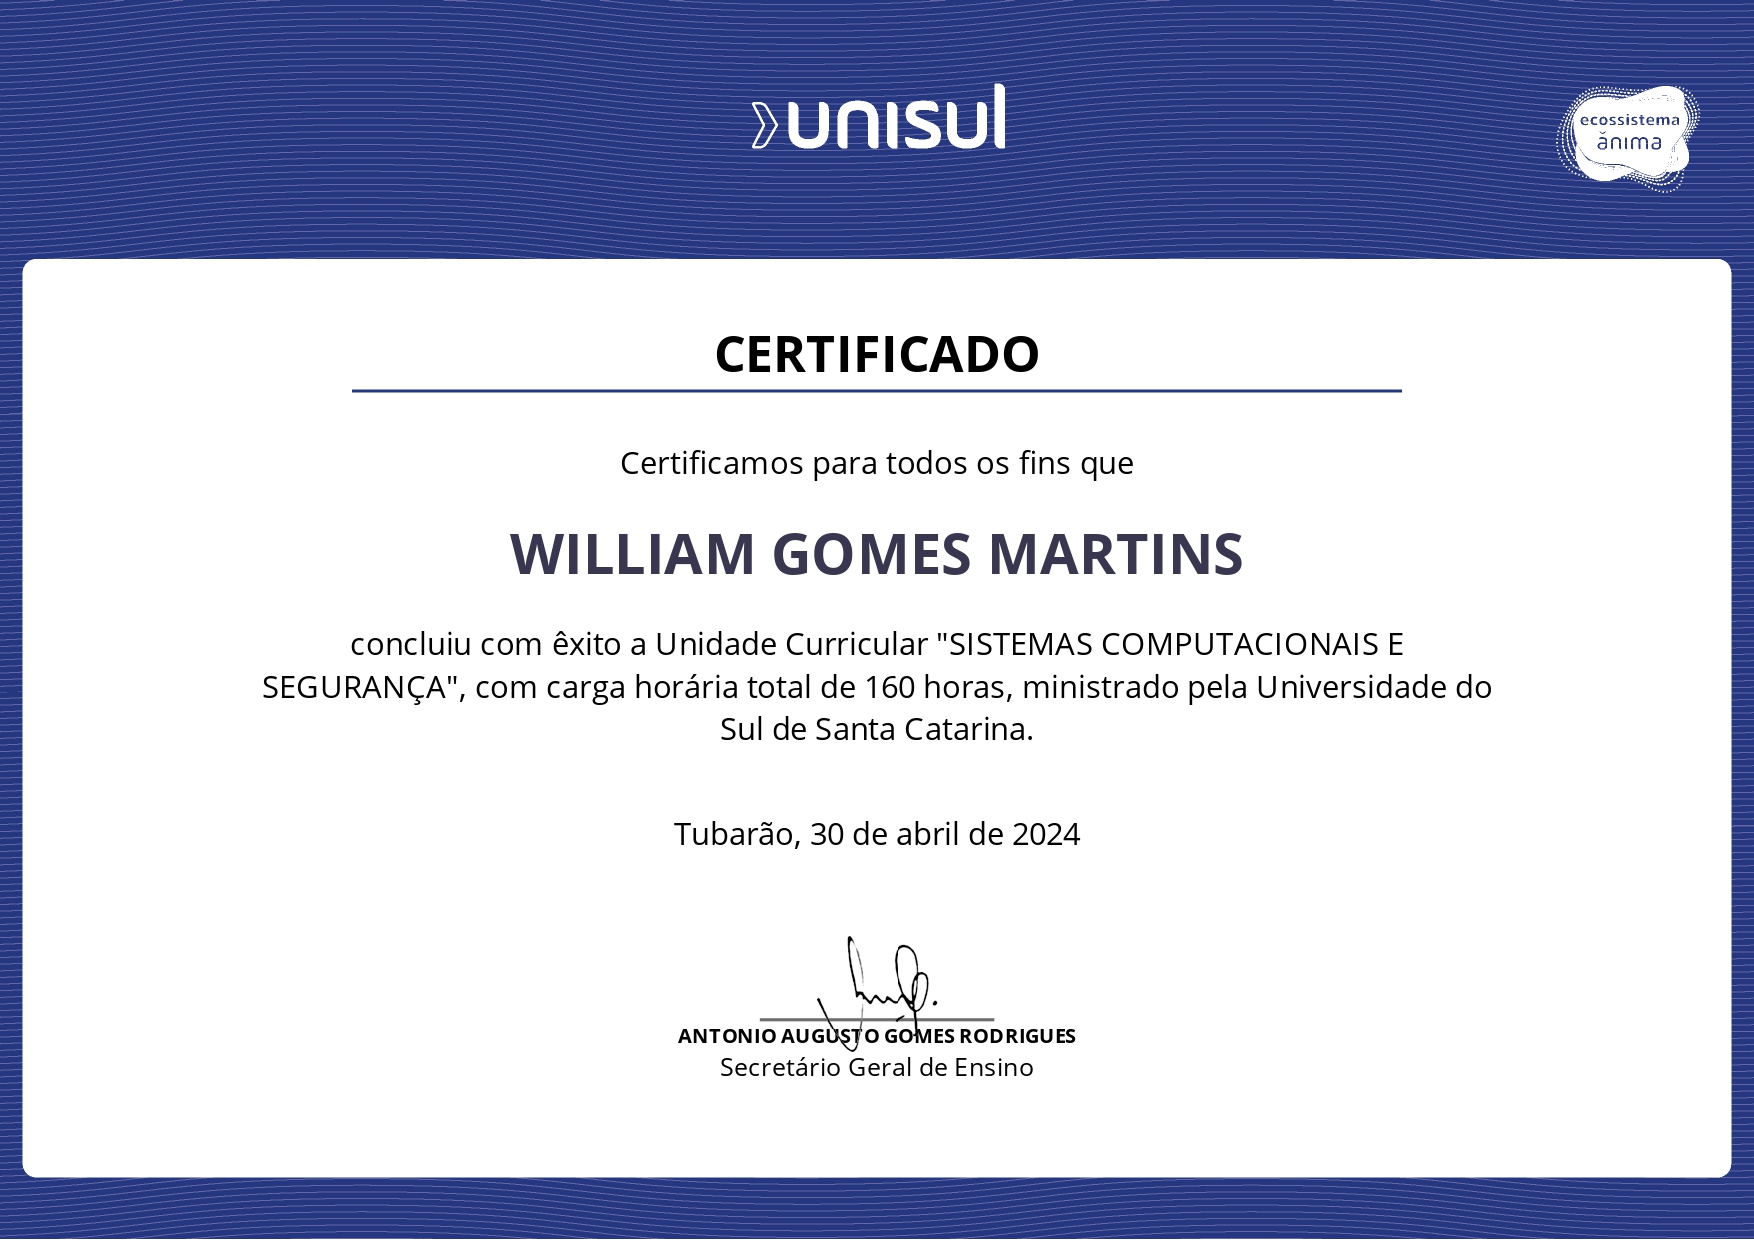 unisul
ecossistema
ănima
CERTIFICADO
Certificamos para todos os fins que
WILLIAM GOMES MARTINS
concluiu com êxito a Unidade Curricular "SISTEMAS COMPUTACIONAIS E
SEGURANÇA", com carga horária total de 160 horas, ministrado pela Universidade do
Sul de Santa Catarina.
Tubarão, 30 de abril de 2024
ANTONIO AUGUSTO GOMES RODRIGUES
Secretário Geral de Ensino